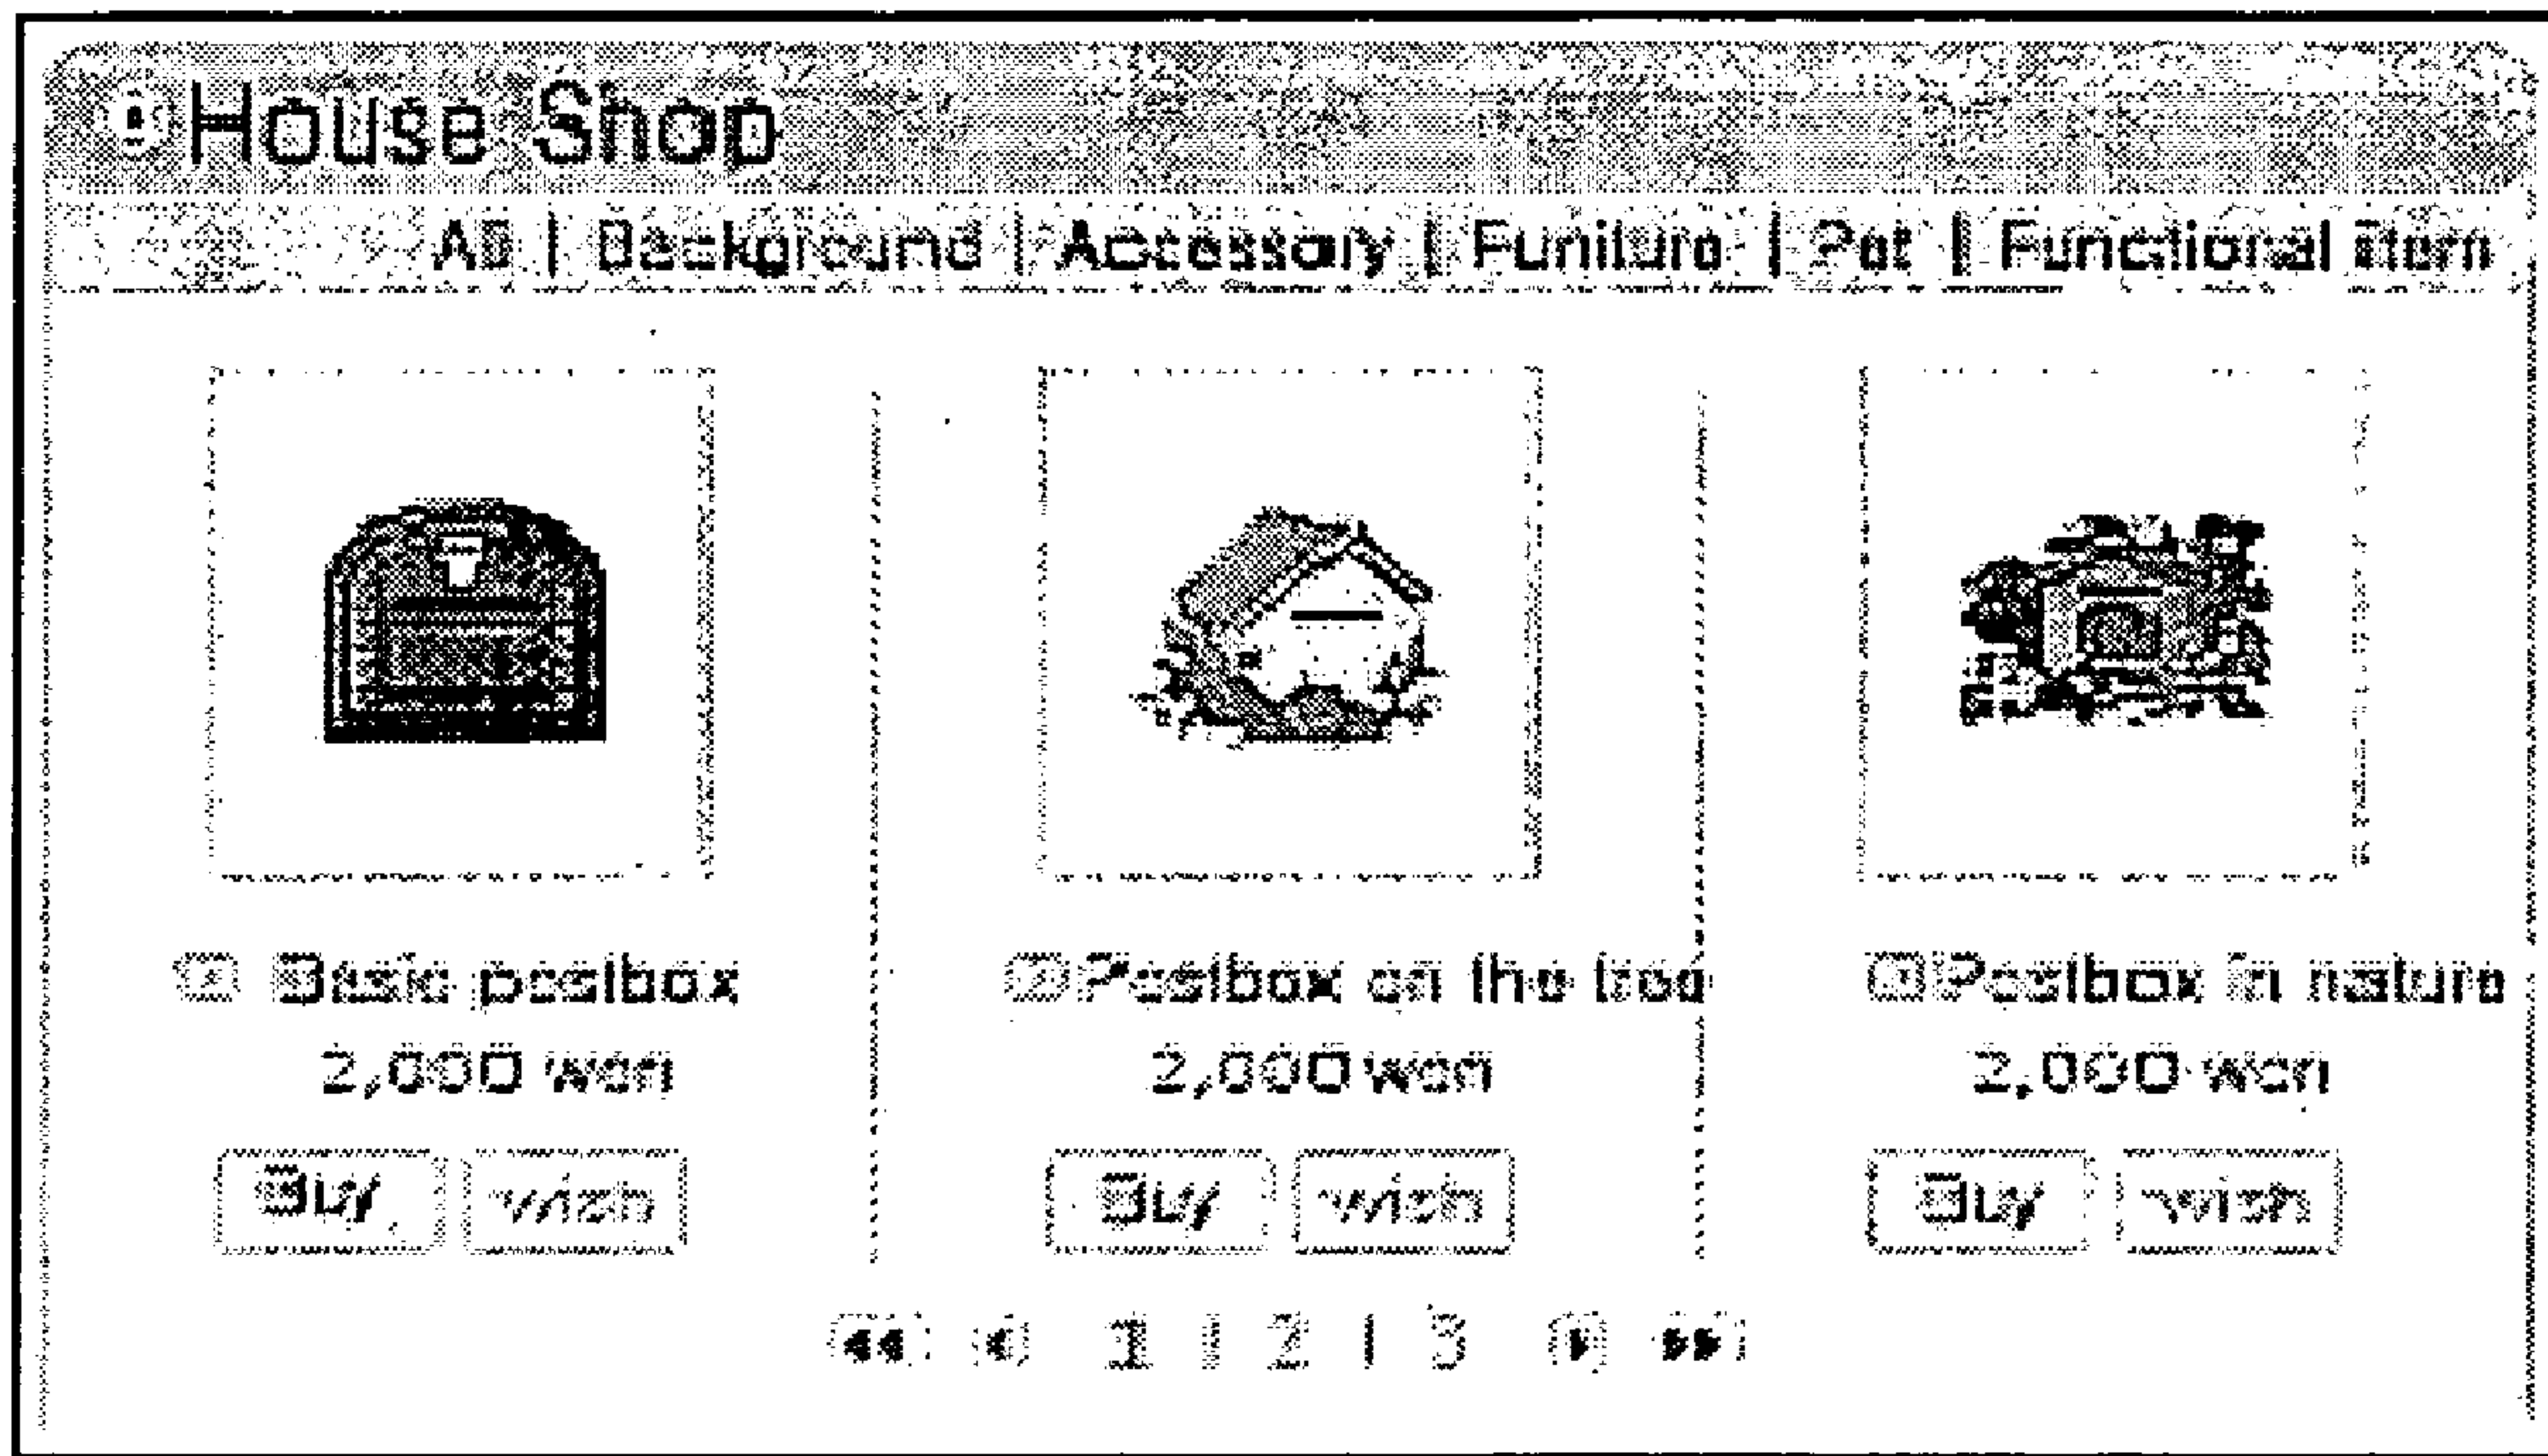 House Shop
All | Background | Accessory | Funiture | Pet | Functional item
Basic postbox
Postbox on the tree
Postbox in nature
2,000 won
2,000 won
2,000 won
Buy wish
Buy wish
Buy wish
1 | 2 | 3